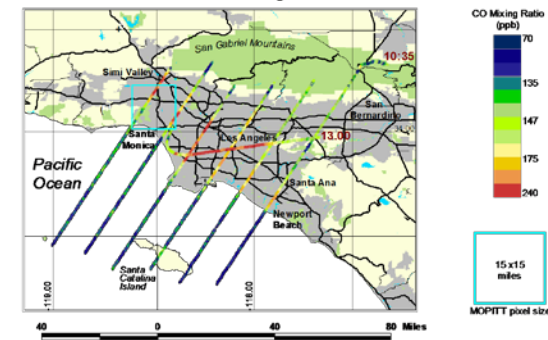 CO Mixing Ratio
(ppb)
70
135
147
175
240
San Gabriel Mountains
10:35
Simi Valley
San
Bernardino
Santa
Monica
Los Angeles
13.00
Pacific
Ocean
Santa Ana
Newport
Beach
Santa
Catalina
Island
-119.00
-118.00
15 x15
miles
MOPITT pixel size
40
0
40
80 Miles